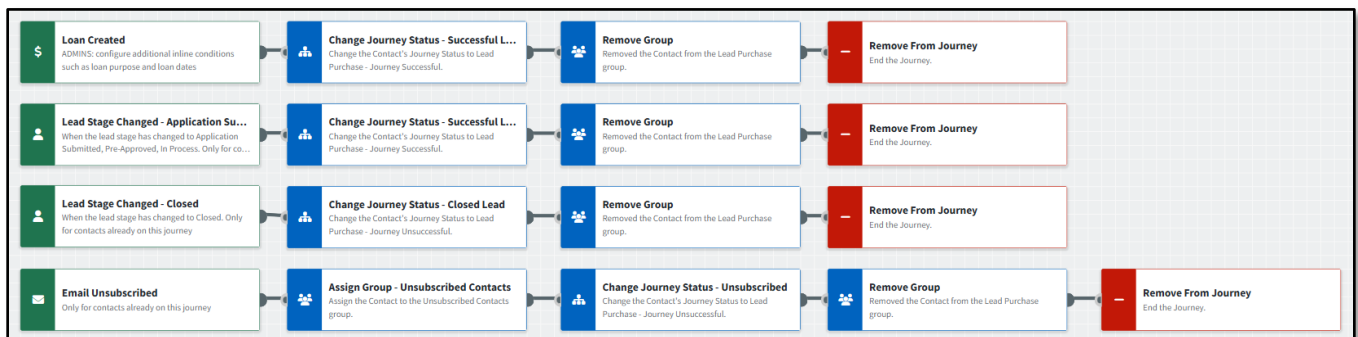 Loan Created
ADMINS: configure additional inline conditions
such as loan purpose and loan dates
Change Journey Status - Successful L...
Change the Contact's Journey Status to Lead
Purchase - Journey Successful.
Remove Group
Removed the Contact from the Lead Purchase
group.
Remove From Journey
End the Journey.
Lead Stage Changed - Application Su...
When the lead stage has changed to Application
Submitted, Pre-Approved, In Process. Only for co...
Change Journey Status - Successful L...
Change the Contact's Journey Status to Lead
Purchase - Journey Successful.
Remove Group
Removed the Contact from the Lead Purchase
group.
Remove From Journey
End the Journey.
Lead Stage Changed - Closed
When the lead stage has changed to Closed. Only
for contacts already on this journey
Change Journey Status - Closed Lead
Change the Contact's Journey Status to Lead
Purchase - Journey Unsuccessful.
Remove Group
Removed the Contact from the Lead Purchase
group.
Remove From Journey
End the Journey.
Email Unsubscribed
Only for contacts already on this journey
Assign Group - Unsubscribed Contacts
Assign the Contact to the Unsubscribed Contacts
group.
Change Journey Status - Unsubscribed
Change the Contact's Journey Status to Lead
Purchase - Journey Unsuccessful.
Remove Group
Removed the Contact from the Lead Purchase
group.
Remove From Journey
End the Journey.